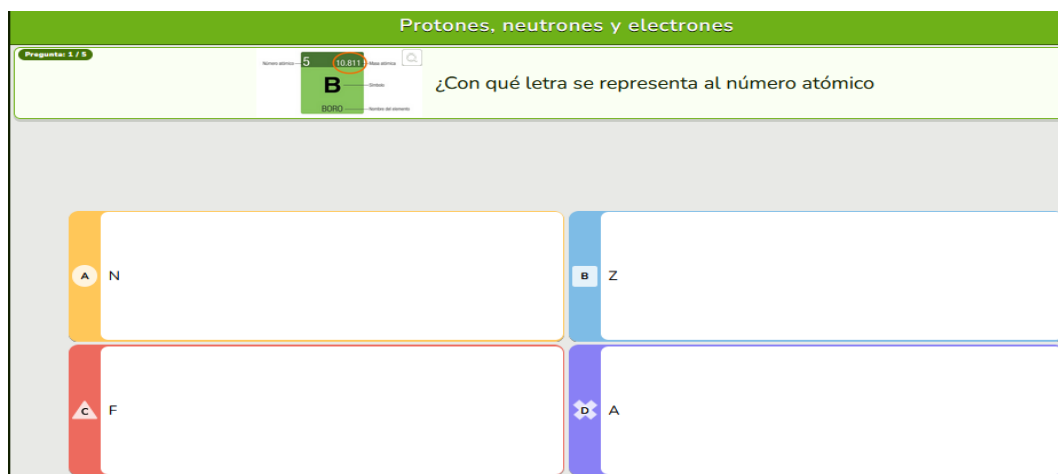 Protones, neutrones y electrones
Pregunta: 1 / 5
Número atómico
5
10.811
Masa atómica
B
Símbolo
BORO
Nombre del elemento
¿Con qué letra se representa al número atómico
A
N
B
Z
C
F
D
A